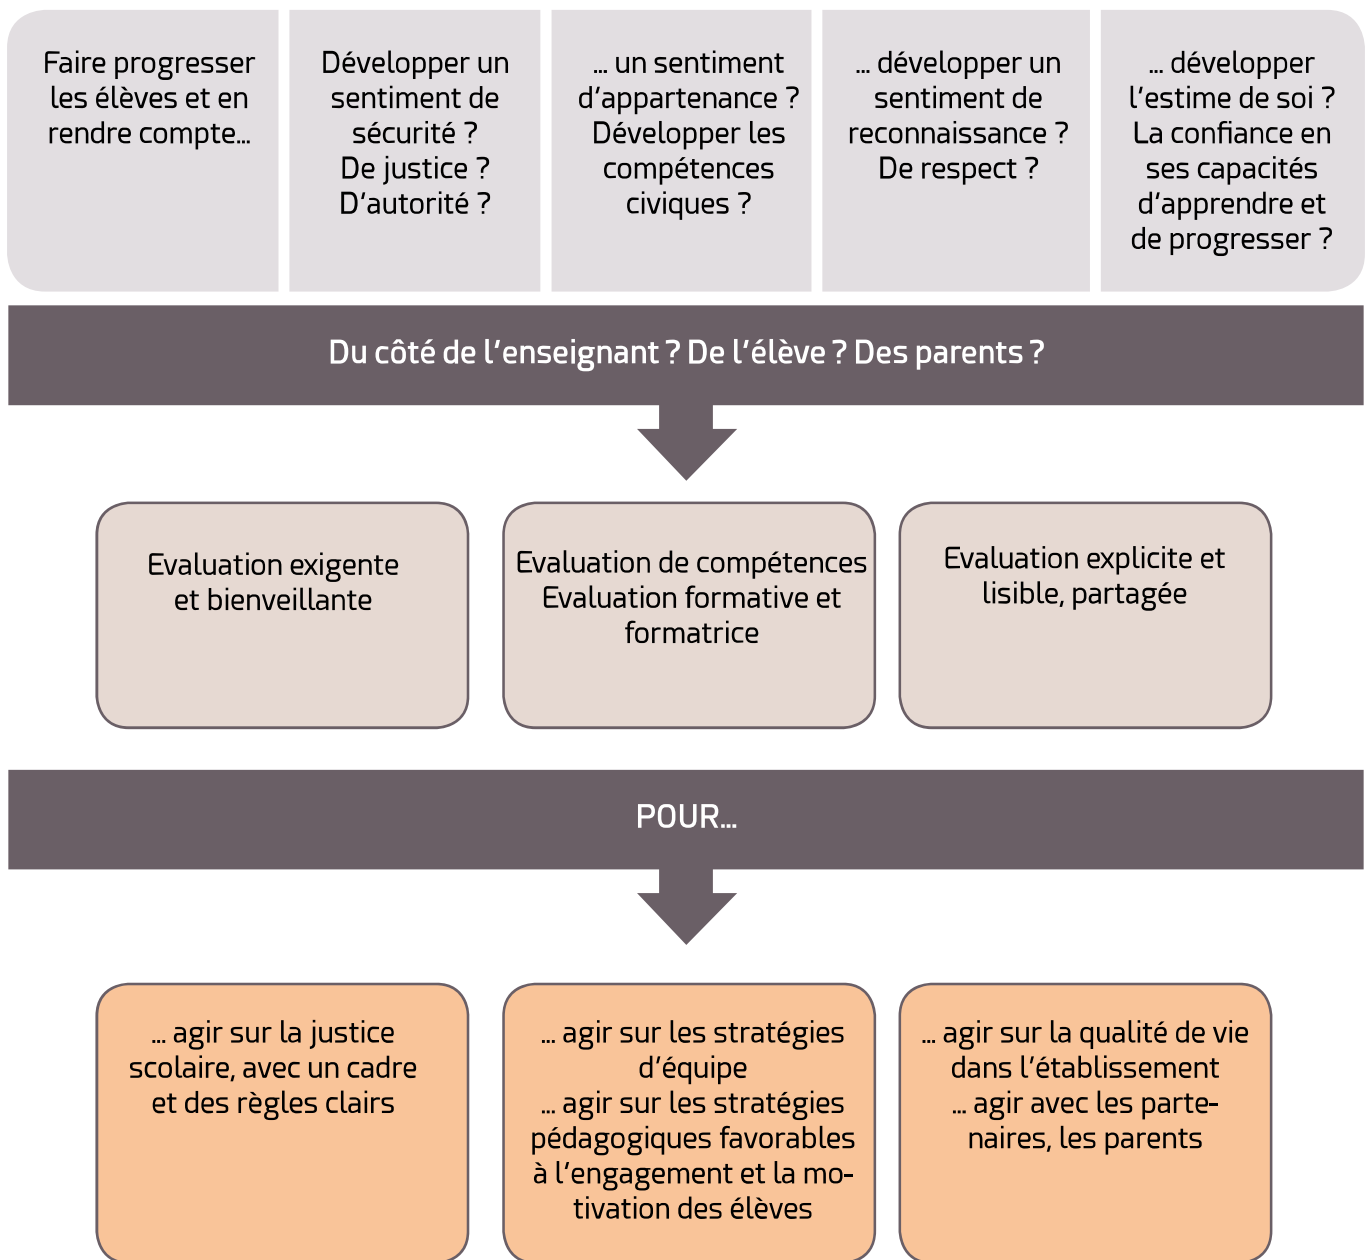 Faire progresser
les élèves et en
rendre compte...
Développer un
sentiment de
sécurité ?
De justice ?
D'autorité ?
... un sentiment
d'appartenance ?
Développer les
compétences
civiques ?
... développer un
sentiment de
reconnaissance ?
De respect ?
... développer
l'estime de soi ?
La confiance en
ses capacités
d'apprendre et
de progresser ?
Du côté de l'enseignant ? De l'élève ? Des parents ?
Evaluation exigente
et bienveillante
Evaluation de compétences
Evaluation formative et
formatrice
Evaluation explicite et
lisible, partagée
POUR...
... agir sur la justice
scolaire, avec un cadre
et des règles clairs
... agir sur les stratégies
d'équipe
... agir sur les stratégies
pédagogiques favorables
à l'engagement et la mo-
tivation des élèves
... agir sur la qualité de vie
dans l'établissement
... agir avec les parte-
naires, les parents